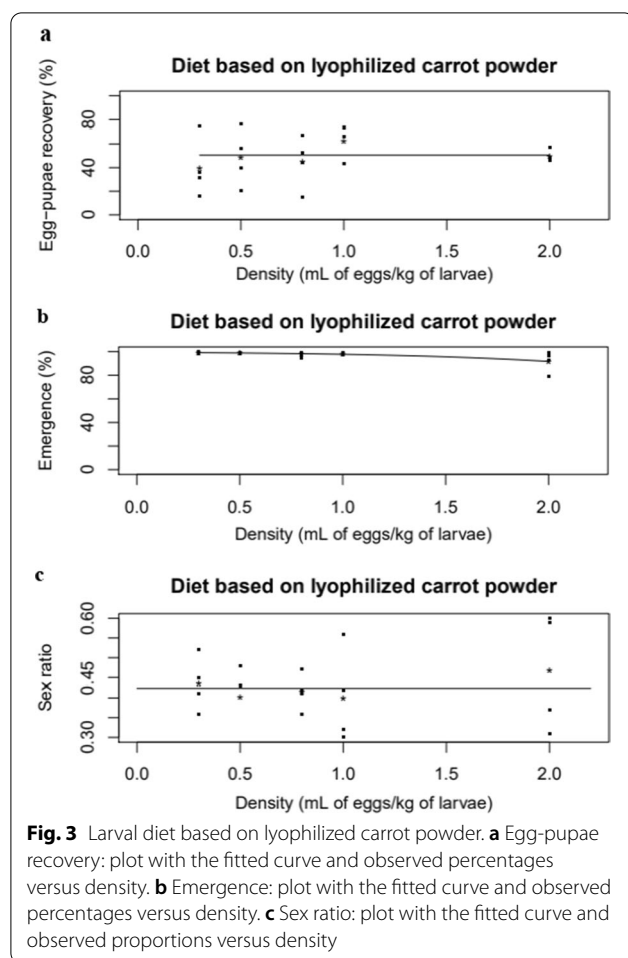 a
Diet based on lyophilized carrot powder
Egg-pupae recovery (%)
80
40
0
0.0 0.5 1.0 1.5 2.0
Density (mL of eggs/kg of larvae)
b
Diet based on lyophilized carrot powder
Emergence (%)
80
40
0
0.0 0.5 1.0 1.5 2.0
Density (mL of eggs/kg of larvae)
c
Diet based on lyophilized carrot powder
Sex ratio
0.60
0.45
0.30
0.0 0.5 1.0 1.5 2.0
Density (mL of eggs/kg of larvae)
Fig. 3 Larval diet based on lyophilized carrot powder. a Egg-pupae
recovery: plot with the fitted curve and observed percentages
versus density. b Emergence: plot with the fitted curve and observed
percentages versus density. c Sex ratio: plot with the fitted curve and
observed proportions versus density